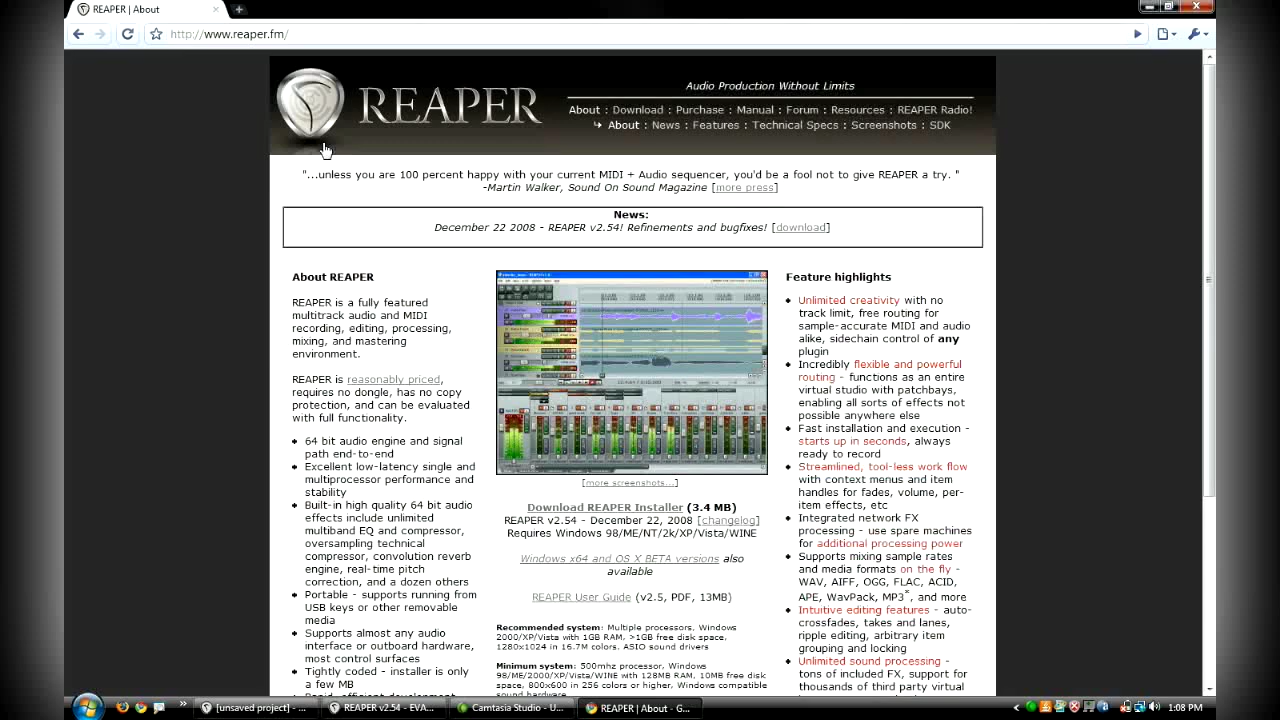 REAPER | About
http://www.reaper.fm/
REAPER
Audio Production Without Limits
About : Download : Purchase : Manual : Forum : Resources : REAPER Radio!
About : News : Features : Technical Specs : Screenshots : SDK
"...unless you are 100 percent happy with your current MIDI + Audio sequencer, you'd be a fool not to give REAPER a try. "
-Martin Walker, Sound On Sound Magazine [more press]
News:
December 22 2008 - REAPER v2.54! Refinements and bugfixes! [download]
About REAPER
REAPER is a fully featured
multitrack audio and MIDI
recording, editing, processing,
mixing, and mastering
environment.
REAPER is reasonably priced,
requires no dongle, has no copy
protection, and can be evaluated
with full functionality.
64 bit audio engine and signal
path end-to-end
Excellent low-latency single and
multiprocessor performance and
stability
Built-in high quality 64 bit audio
effects include unlimited
multiband EQ and compressor,
oversampling technical
compressor, convolution reverb
engine, real-time pitch
correction, and a dozen others
Portable - supports running from
USB keys or other removable
media
Supports almost any audio
interface or outboard hardware,
most control surfaces
Tightly coded - installer is only
a few MB
[more screenshots...]
Download REAPER Installer (3.4 MB)
REAPER v2.54 - December 22, 2008 [changelog]
Requires Windows 98/ME/NT/2k/XP/Vista/WINE
Windows x64 and OS X BETA versions also
available
REAPER User Guide (v2.5, PDF, 13MB)
Recommended system: Multiple processors, Windows
2000/XP/Vista with 1GB RAM, >1GB free disk space,
1280x1024 in 16.7M colors. ASIO sound drivers
Minimum system: 500mhz processor, Windows
98/ME/2000/XP/Vista/WINE with 128MB RAM, 10MB free disk
space, 800x600 in 256 colors or higher, Windows compatible
sound hardware
Feature highlights
Unlimited creativity with no
track limit, free routing for
sample-accurate MIDI and audio
alike, sidechain control of any
plugin
Incredibly flexible and powerful
routing - functions as an entire
virtual studio with patchbays,
enabling all sorts of effects not
possible anywhere else
Fast installation and execution -
starts up in seconds, always
ready to record
Streamlined, tool-less work flow
with context menus and item
handles for fades, volume, per-
item effects, etc
Integrated network FX
processing - use spare machines
for additional processing power
Supports mixing sample rates
and media formats on the fly -
WAV, AIFF, OGG, FLAC, ACID,
APE, WavPack, MP3*, and more
Intuitive editing features - auto-
crossfades, takes and lanes,
ripple editing, arbitrary item
grouping and locking
Unlimited sound processing -
tons of included FX, support for
thousands of third party virtual
[unsaved project] - ...
REAPER v2.54 - EVA...
Camtasia Studio - U...
REAPER | About - G...
1:08 PM